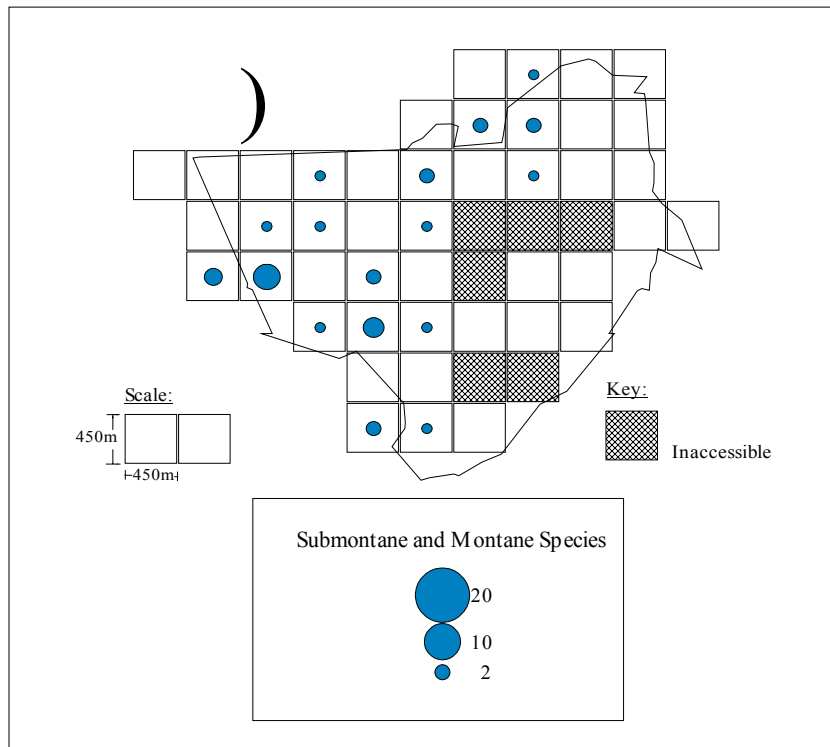 Scale:
450m
450m
Key:
Inaccessible
Submontane and Montane Species
20
10
2